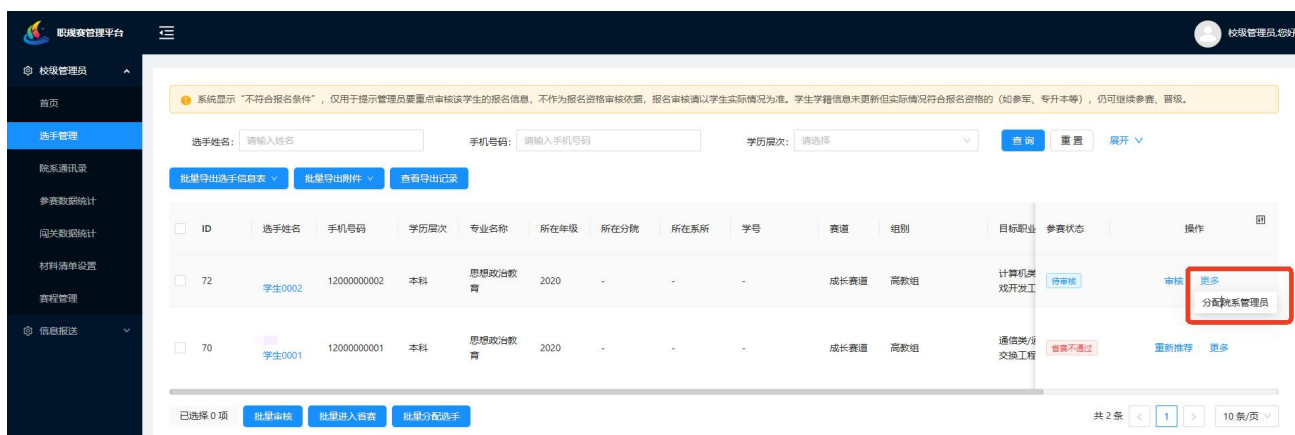 职规赛管理平台
校级管理员,您好
校级管理员
首页
选手管理
院系通讯录
参赛数据统计
闯关数据统计
材料清单设置
赛程管理
信息报送
系统显示“不符合报名条件”，仅用于提示管理员要重点审核该学生的报名信息，不作为报名资格审核依据，报名审核请以学生实际情况为准。学生学籍信息未更新但实际情况符合报名资格的（如参军、专升本等），仍可继续参赛、晋级。
选手姓名: 请输入姓名 手机号码: 请输入手机号码 学历层次: 请选择 查 询 重 置 展开
批量导出选手信息表 批量导出附件 查看导出记录
ID 选手姓名 手机号码 学历层次 专业名称 所在年级 所在分院 所在系所 学号 赛道 组别 目标职业 参赛状态 操作
72 学生0002 12000000002 本科 思想政治教育 2020 - - - 成长赛道 高教组 计算机类 戏开发工 待审核 审核 更多
分配院系管理员
70 学生0001 12000000001 本科 思想政治教育 2020 - - - 成长赛道 高教组 通信类/ 交换工程 省赛不通过 重新推荐 更多
已选择 0 项 批量审核 批量进入省赛 批量分配选手 共 2 条 < 1 > 10 条/页